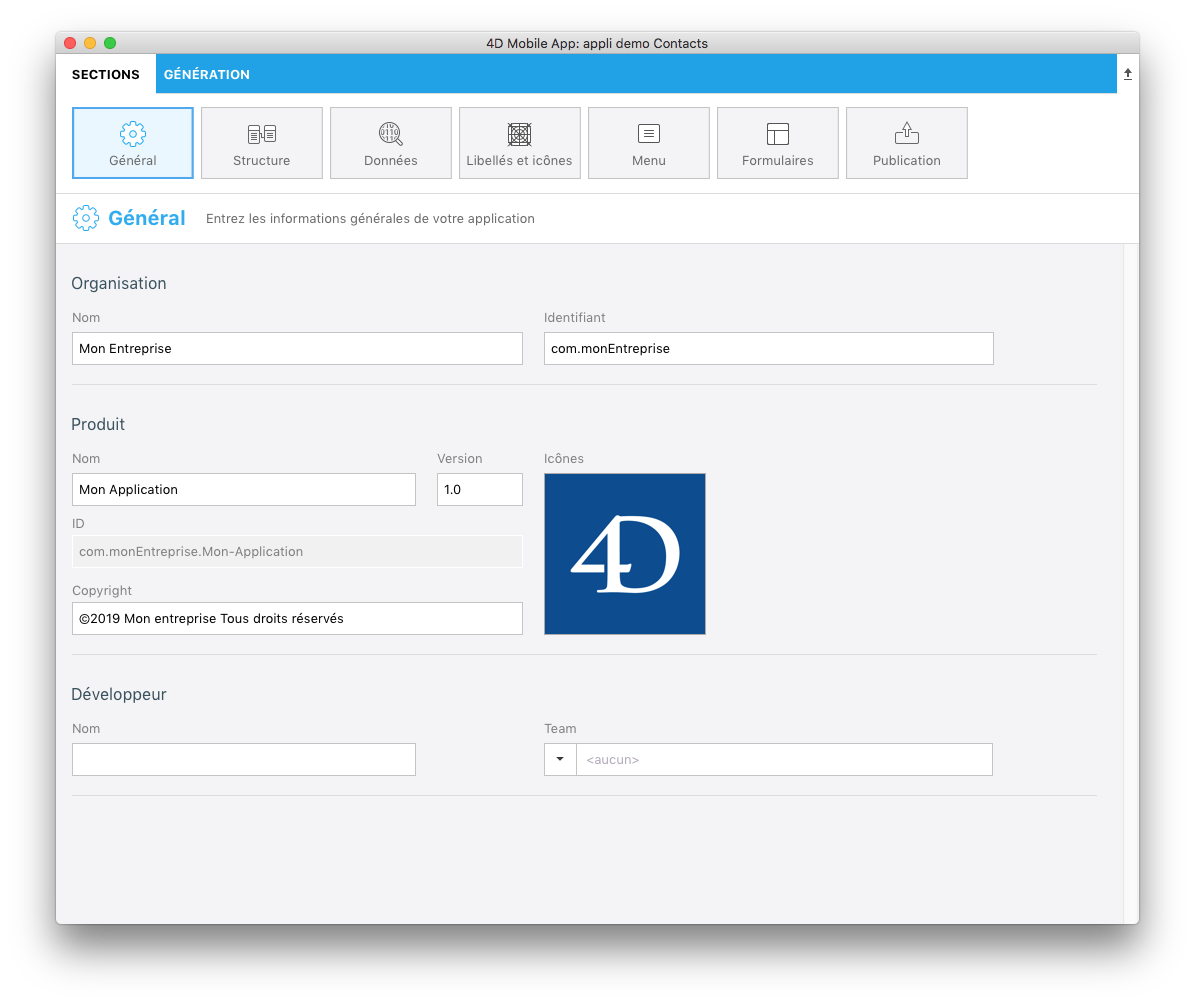 4D Mobile App: appli demo Contacts
SECTIONS GÉNÉRATION
Général Structure Données Libellés et icônes Menu Formulaires Publication
Général Entrez les informations générales de votre application
Organisation
Nom Identifiant
Mon Entreprise com.monEntreprise
Produit
Nom Version Icônes
Mon Application 1.0
4D
ID
com.monEntreprise.Mon-Application
Copyright
©2019 Mon entreprise Tous droits réservés
Développeur
Nom Team
<aucun>